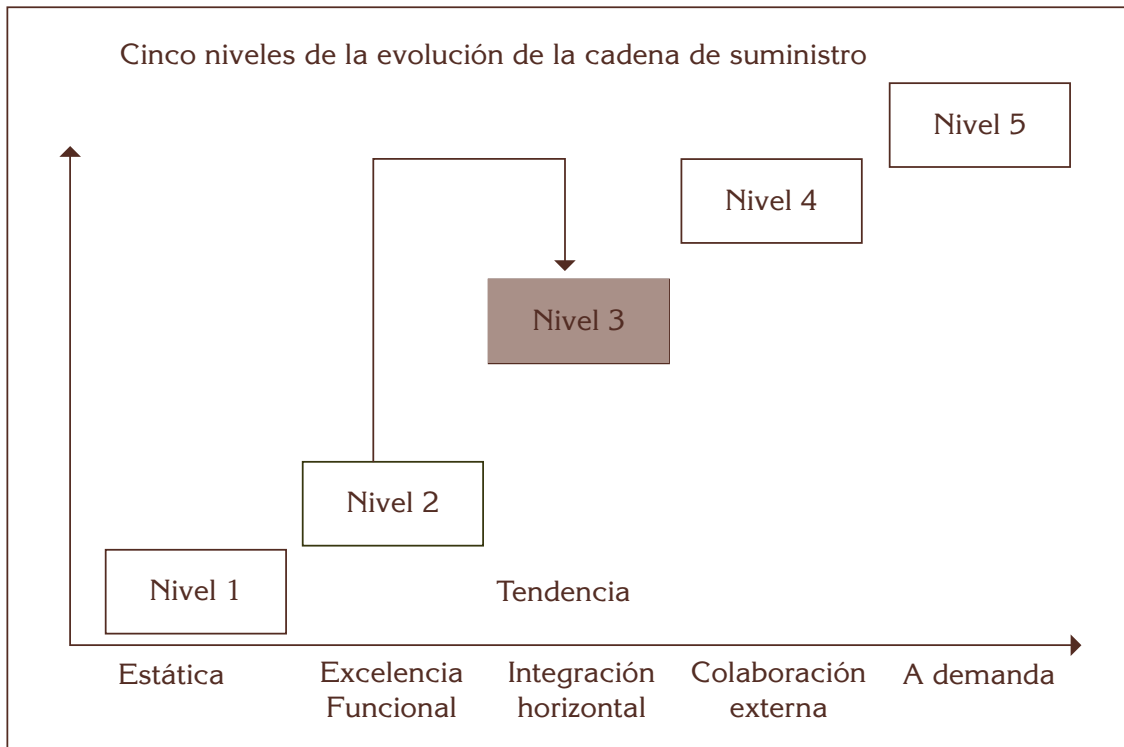 Cinco niveles de la evolución de la cadena de suministro
Nivel 5
Nivel 4
Nivel 3
Nivel 2
Nivel 1
Tendencia
Estática
Excelencia
Funcional
Integración
horizontal
Colaboración
externa
A demanda